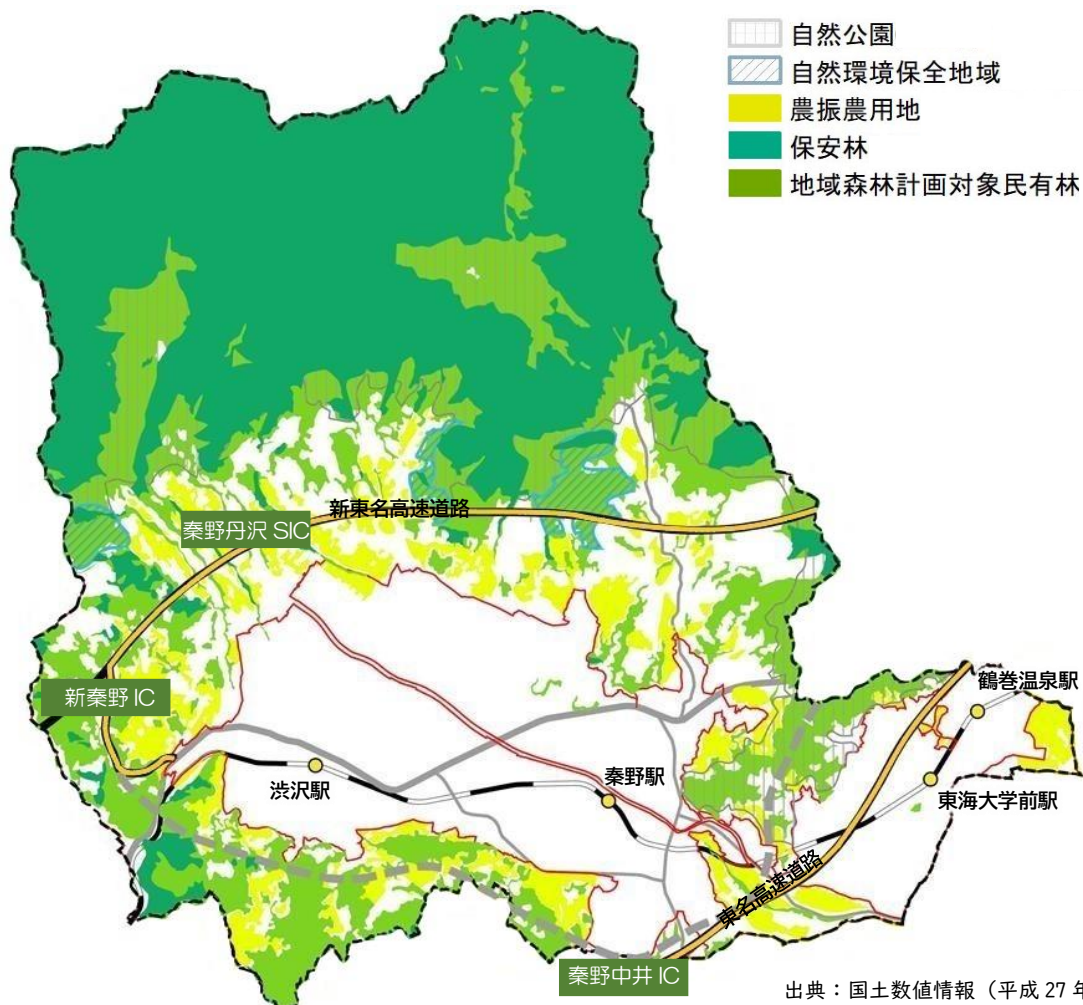 自然公園
自然環境保全地域
農振農用地
保安林
地域森林計画対象民有林
新東名高速道路
秦野丹沢 SIC
新秦野 IC
鶴巻温泉駅
渋沢駅
秦野駅
東海大学前駅
東名高速道路
秦野中井 IC
出典：国土数値情報（平成 27 年